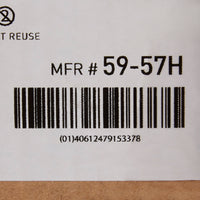 T REUSE
MFR # 59-57H
(01)40612479153378